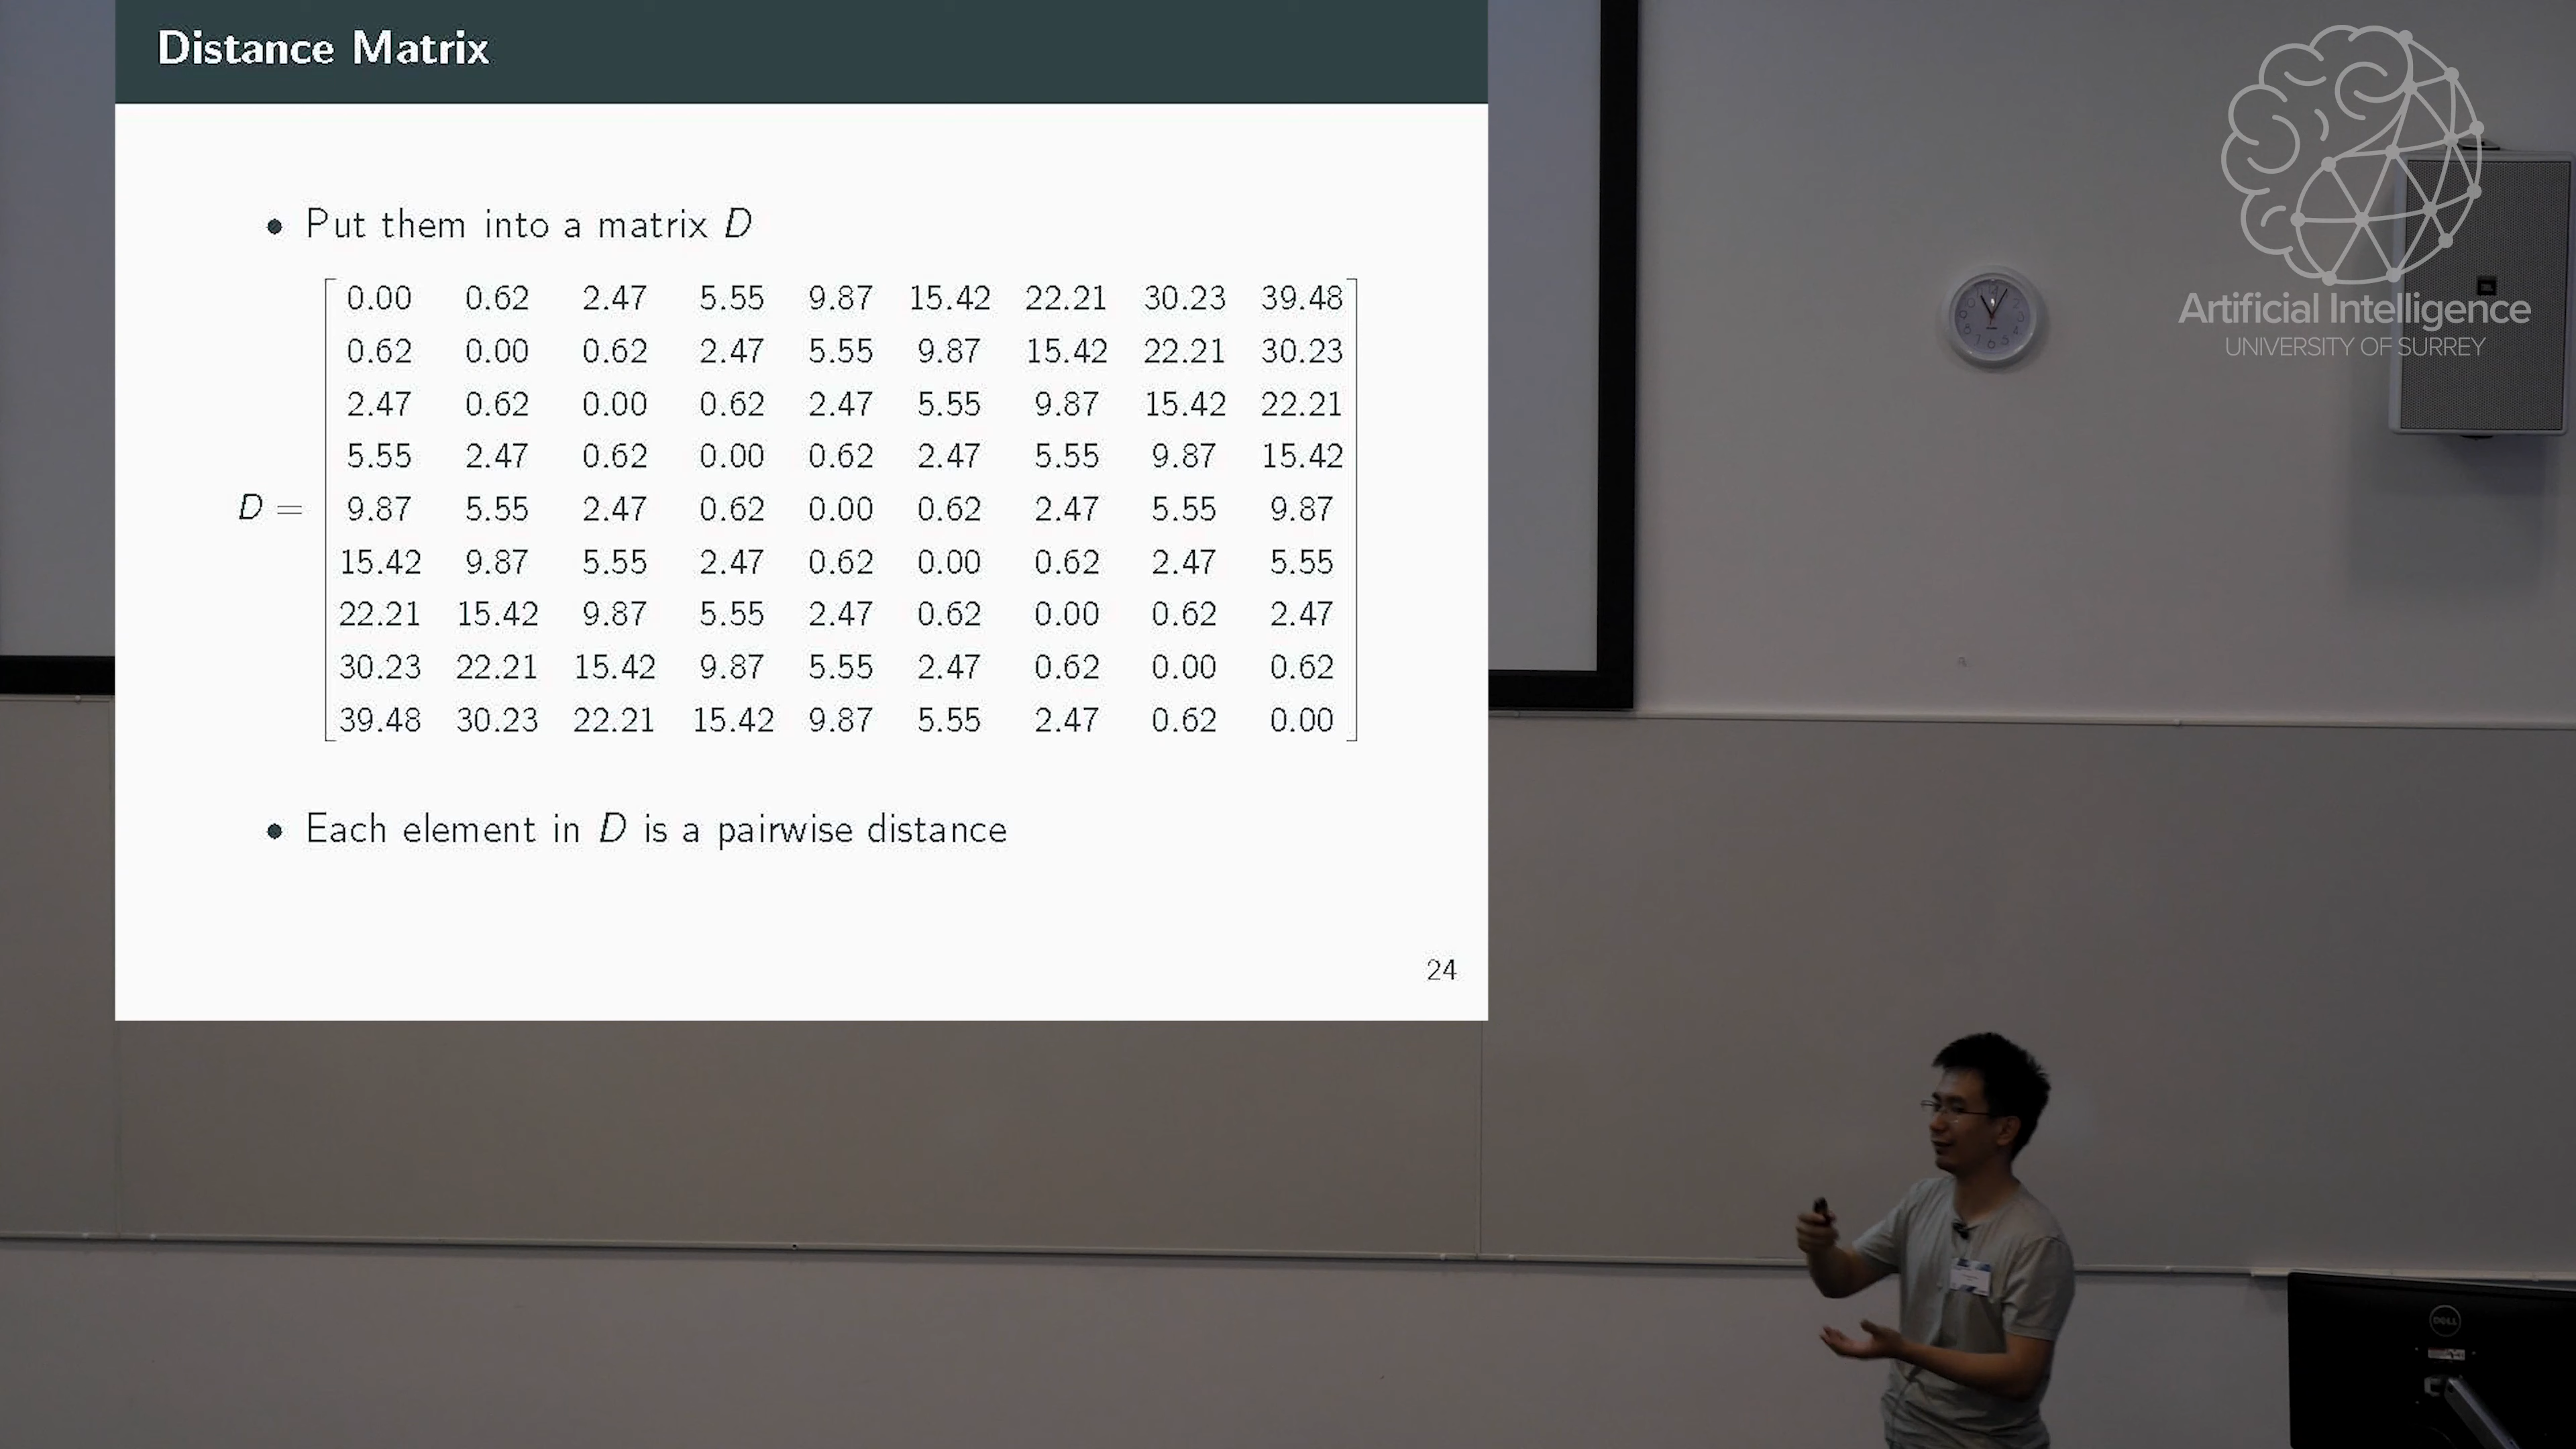 Distance Matrix
• Put them into a matrix D
0.00 0.62 2.47 5.55 9.87 15.42 22.21 30.23 39.48
0.62 0.00 0.62 2.47 5.55 9.87 15.42 22.21 30.23
2.47 0.62 0.00 0.62 2.47 5.55 9.87 15.42 22.21
5.55 2.47 0.62 0.00 0.62 2.47 5.55 9.87 15.42
D = 9.87 5.55 2.47 0.62 0.00 0.62 2.47 5.55 9.87
15.42 9.87 5.55 2.47 0.62 0.00 0.62 2.47 5.55
22.21 15.42 9.87 5.55 2.47 0.62 0.00 0.62 2.47
30.23 22.21 15.42 9.87 5.55 2.47 0.62 0.00 0.62
39.48 30.23 22.21 15.42 9.87 5.55 2.47 0.62 0.00
• Each element in D is a pairwise distance
24
Artificial Intelligence
UNIVERSITY OF SURREY
DELL